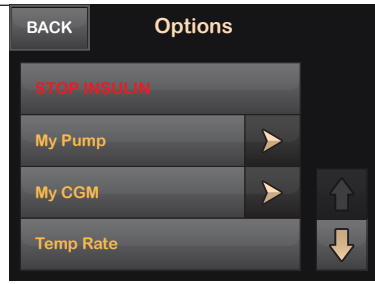 BACK
Options
STOP INSULIN
My Pump
My CGM
Temp Rate